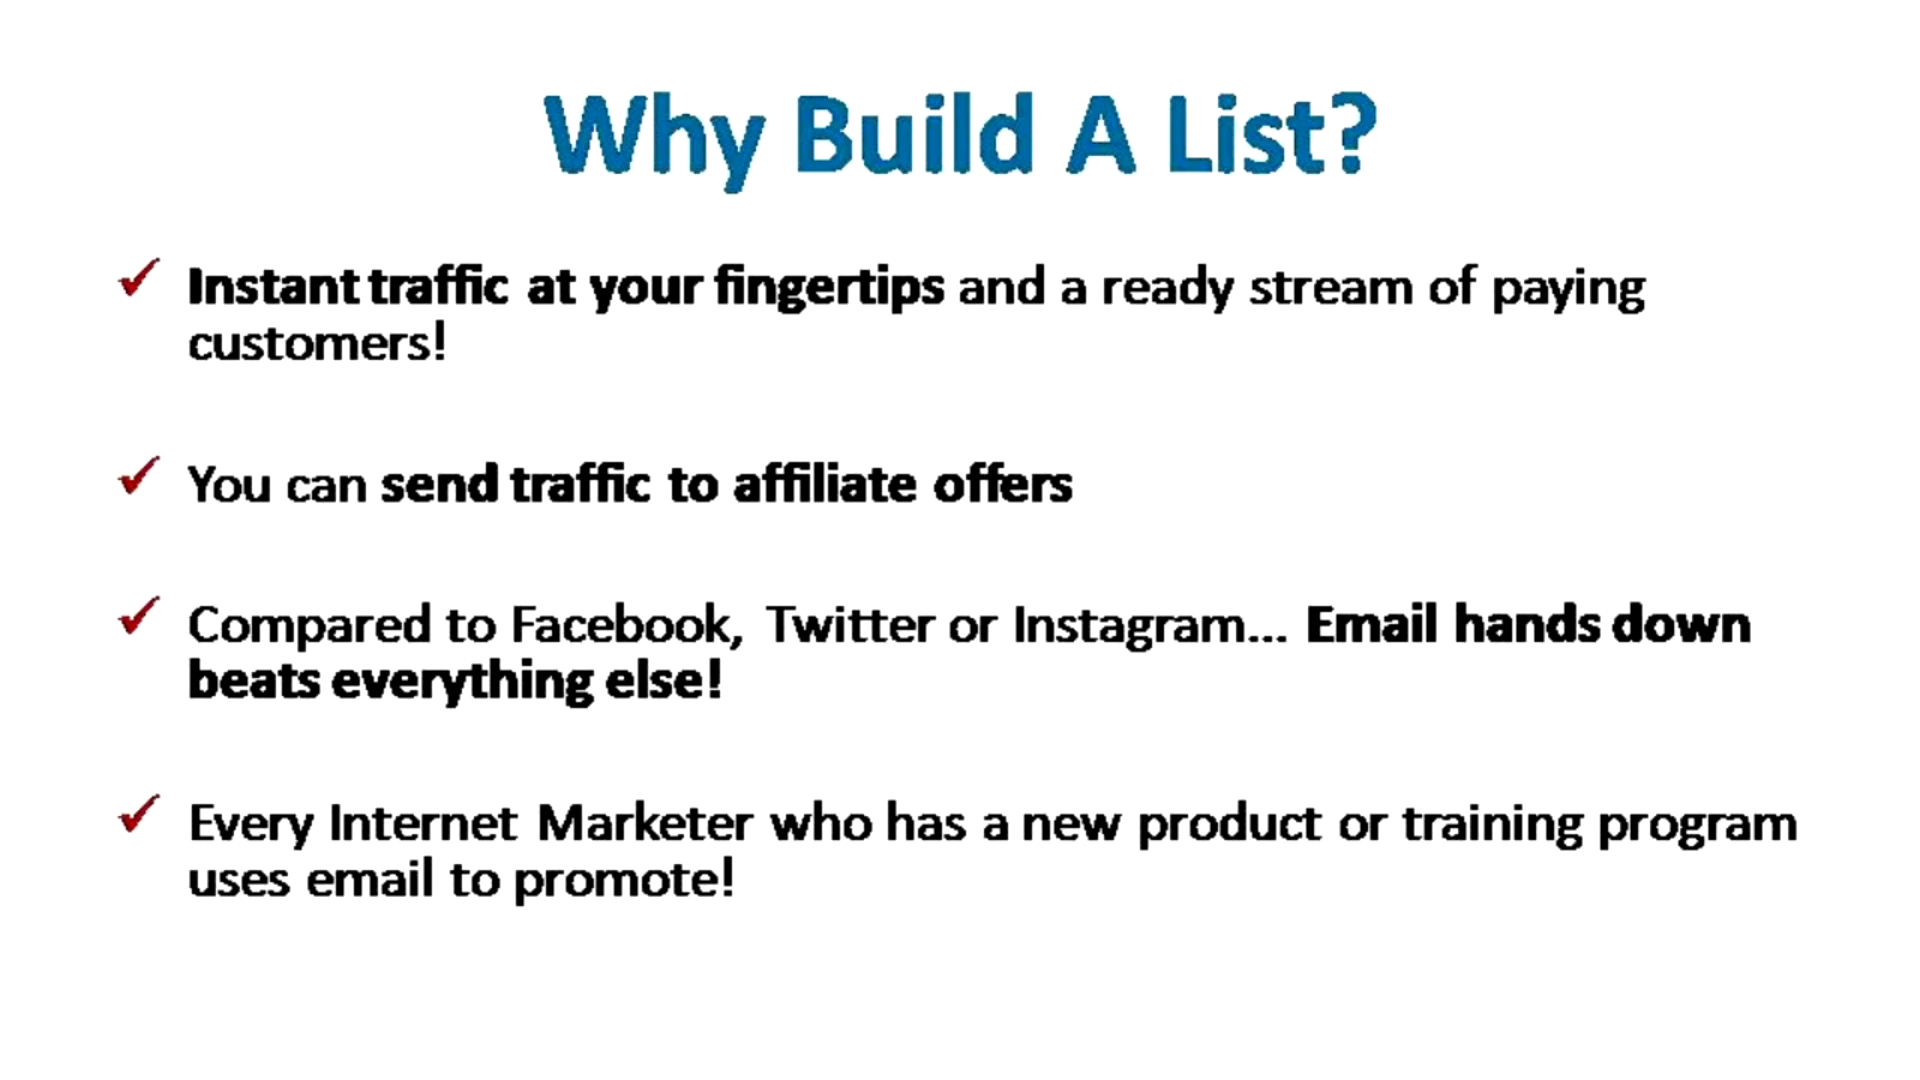 Why Build A List?
✓ Instant traffic at your fingertips and a ready stream of paying
customers!
✓ You can send traffic to affiliate offers
✓ Compared to Facebook, Twitter or Instagram... Email hands down
beats everything else!
✓ Every Internet Marketer who has a new product or training program
uses email to promote!